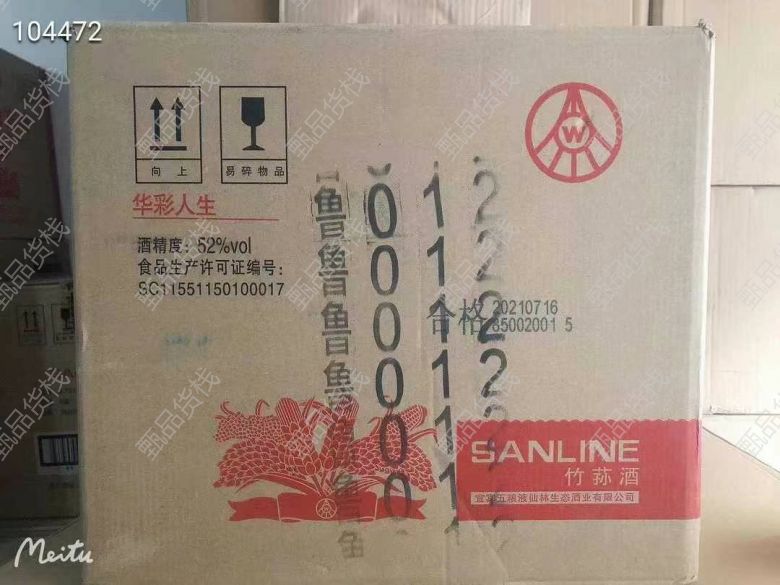 104472
向上
易碎物品
W
华彩人生
酒精度：52%vol
食品生产许可证编号：
SC11551150100017
鲁 0 1 2
鲁 0 1 2
鲁 0 1 2
鲁 0 1 2
合格 20210716
85002001 5
SANLINE
竹荪酒
宜宾五粮液仙林生态酒业有限公司
甄品货栈
Meitu